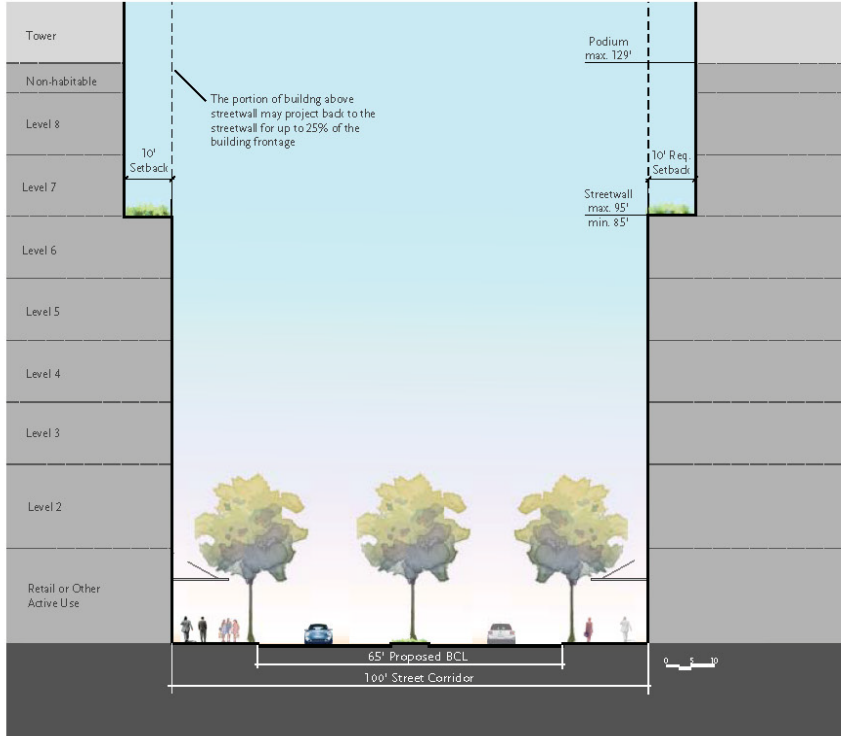 Tower
Podium
max. 129'
Non-habitable
The portion of buildng above
streetwall may project back to the
streetwall for up to 25% of the
building frontage
Level 8
10'
Setback
10' Req.
Setback
Level 7
Streetwall
max. 95'
min. 85'
Level 6
Level 5
Level 4
Level 3
Level 2
Retail or Other
Active Use
65' Proposed BCL
100' Street Corridor
0 5 10